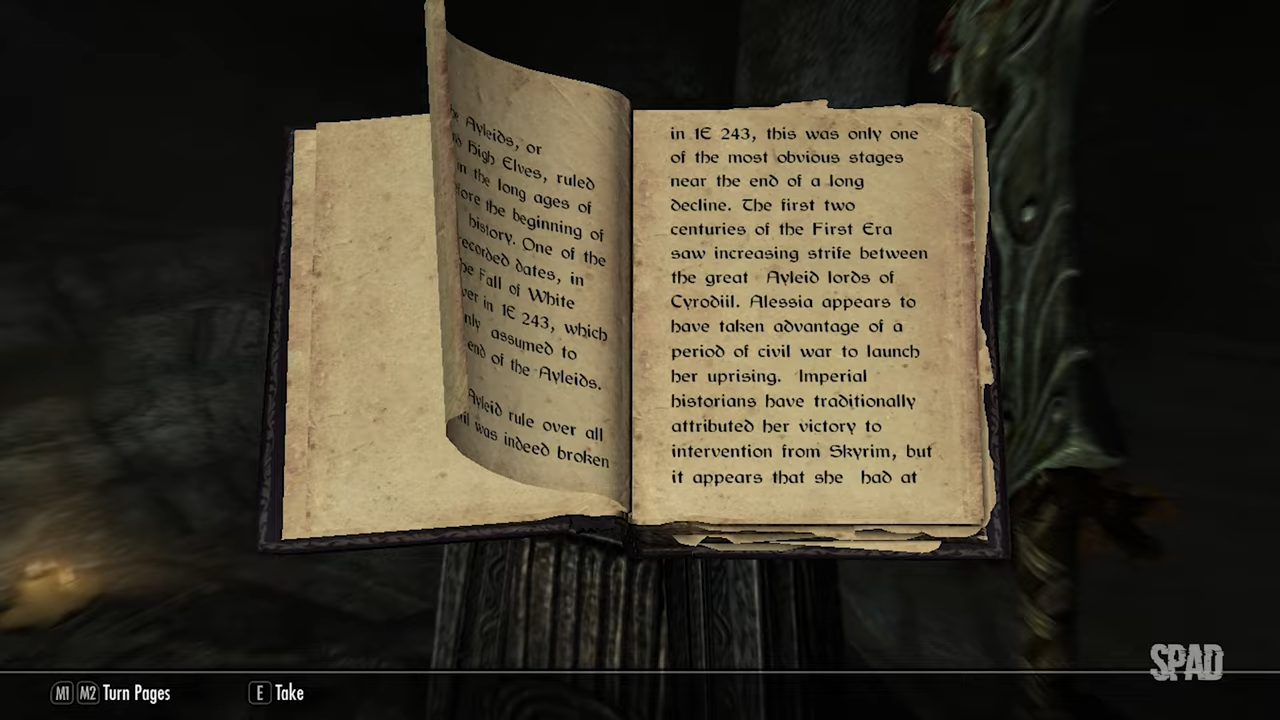 Ayleids, or
High Elves, ruled
in the long ages of
the beginning of
history. One of the
dates, in
Fall of White
in 1E 243, which
assumed to
end of the Ayleids.
Ayleid rule over all
was indeed broken
in 1E 243, this was only one
of the most obvious stages
near the end of a long
decline. The first two
centuries of the First Era
saw increasing strife between
the great Ayleid lords of
Cyrodiil. Alessia appears to
have taken advantage of a
period of civil war to launch
her uprising. Imperial
historians have traditionally
attributed her victory to
intervention from Skyrim, but
it appears that she had at
SPAD
M1 M2 Turn Pages E Take